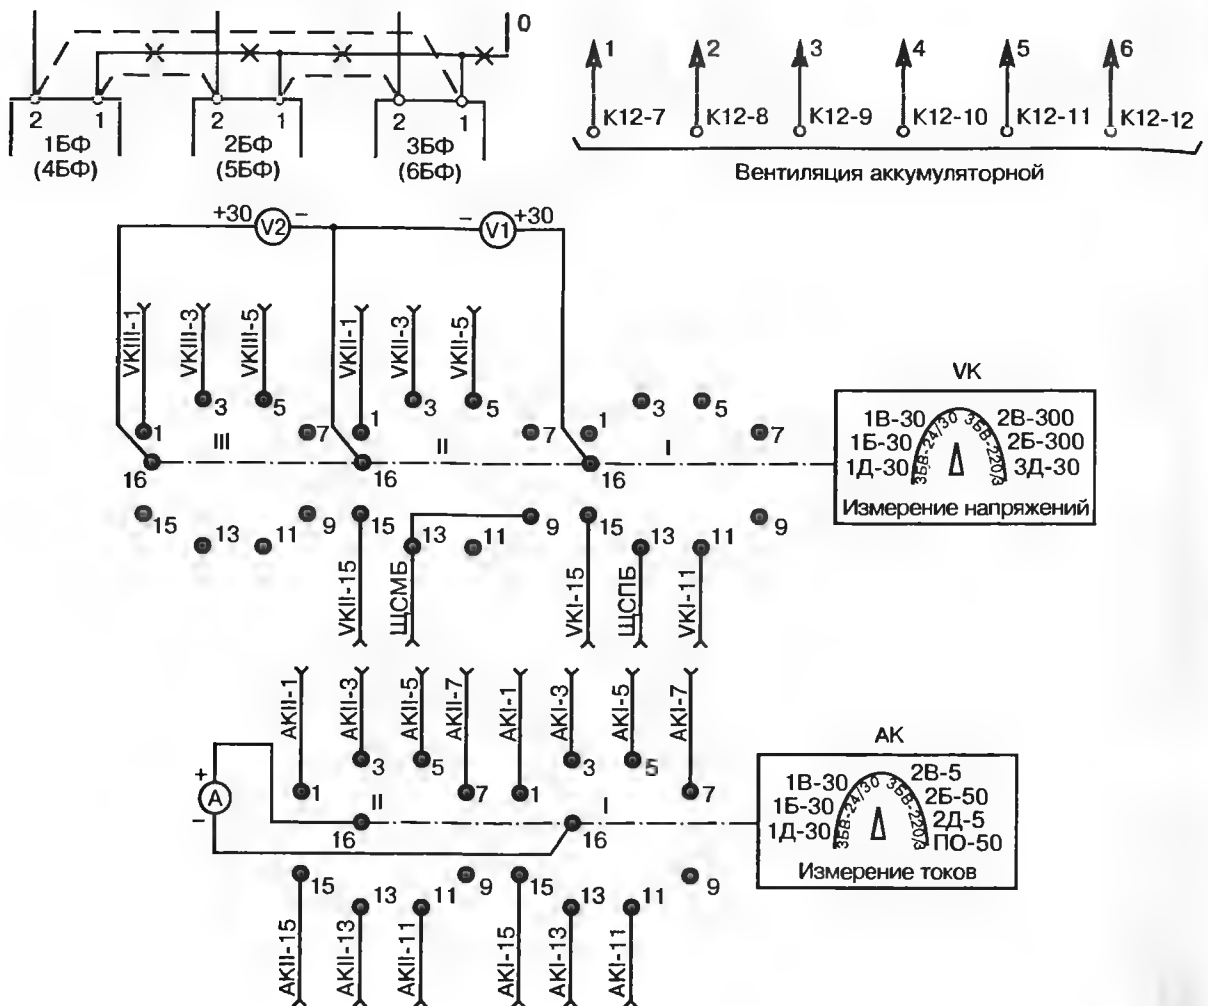 0
1 2 3 4 5 6
К12-7 К12-8 К12-9 К12-10 К12-11 К12-12
Вентиляция аккумуляторной
2 1 2 1 2 1
1БФ 2БФ 3БФ
(4БФ) (5БФ) (6БФ)
+30 V2 – – V1 +30
VKIII-1 VKIII-3 VKIII-5 VKII-1 VKII-3 VKII-5
3 5 3 5 3 5
1 III 7 1 II 7 1 I 7
16 16 16
15 13 11 9 15 13 11 9 15 13 11 9
VKII-15 ЩСМБ VKI-15 ЩСПБ VKI-11
VK
1В-30 2В-300
1Б-30 2Б-300
1Д-30 3Д-30
ЗБВ-24/30 ЗБВ-220/3
Измерение напряжений
AKII-1 AKII-3 AKII-5 AKII-7 AKI-1 AKI-3 AKI-5 AKI-7
3 5 3 5
+ A –
1 II 7 1 I 7
16 16
15 13 11 9 15 13 11 9
AKII-15 AKII-13 AKII-11 AKI-15 AKI-13 AKI-11
АК
1В-30 2В-5
1Б-30 2Б-50
1Д-30 2Д-5
ПО-50
ЗБВ-24/30 ЗБВ-220/3
Измерение токов